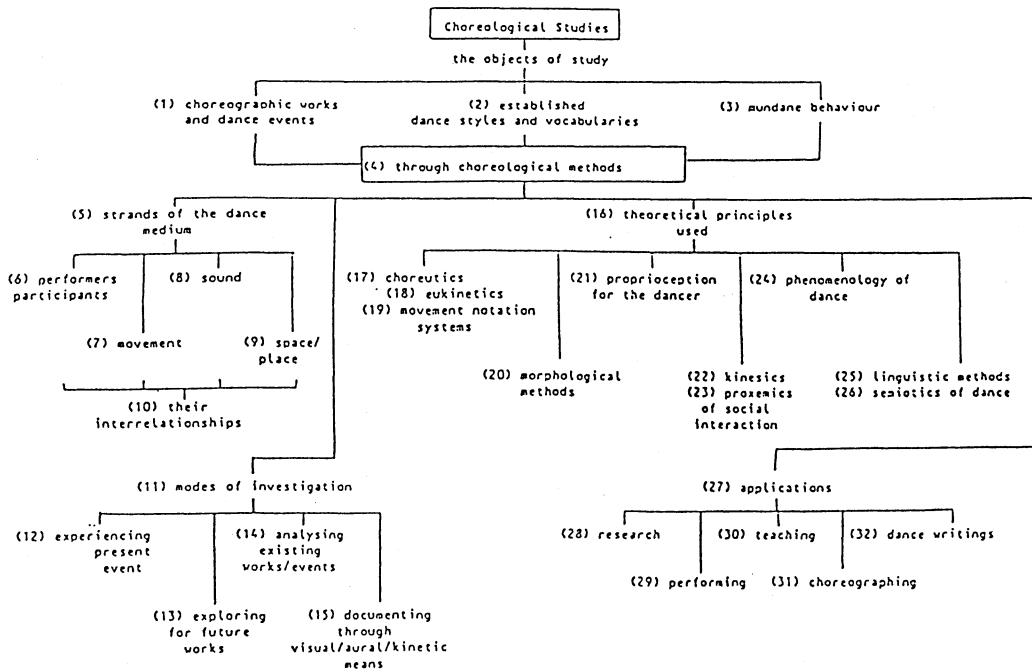 Choreological Studies
the objects of study
(1) choreographic works
and dance events
(2) established
dance styles and vocabularies
(3) mundane behaviour
(4) through choreological methods
(5) strands of the dance
medium
(6) performers
participants
(7) movement
(8) sound
(9) space/
place
(10) their
interrelationships
(11) modes of investigation
(12) experiencing
present
event
(13) exploring
for future
works
(14) analysing
existing
works/events
(15) documenting
through
visual/aural/kinetic
means
(16) theoretical principles
used
(17) choreutics
(18) eukinetics
(19) movement notation
systems
(20) morphological
methods
(21) proprioception
for the dancer
(22) kinesics
(23) proxemics
of social
interaction
(24) phenomenology of
dance
(25) linguistic methods
(26) semiotics of dance
(27) applications
(28) research
(29) performing
(30) teaching
(31) choreographing
(32) dance writings